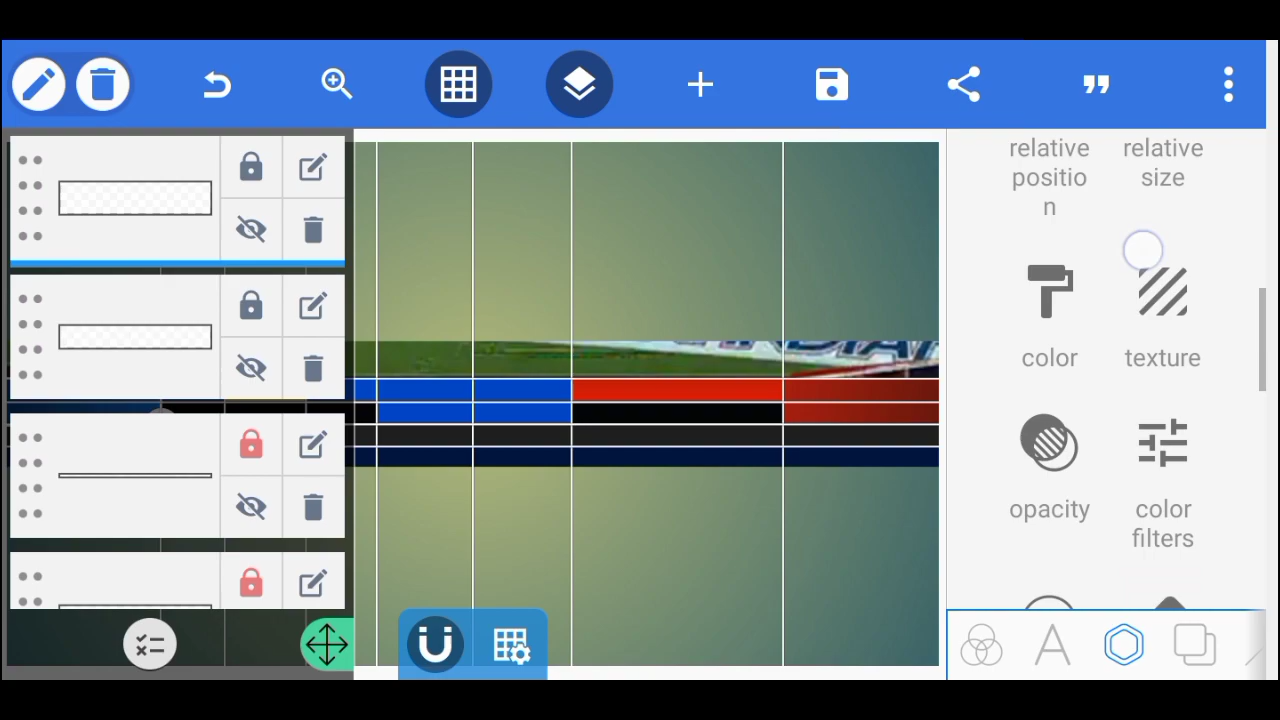 relative
positio
n
relative
size
color
texture
opacity
color
filters